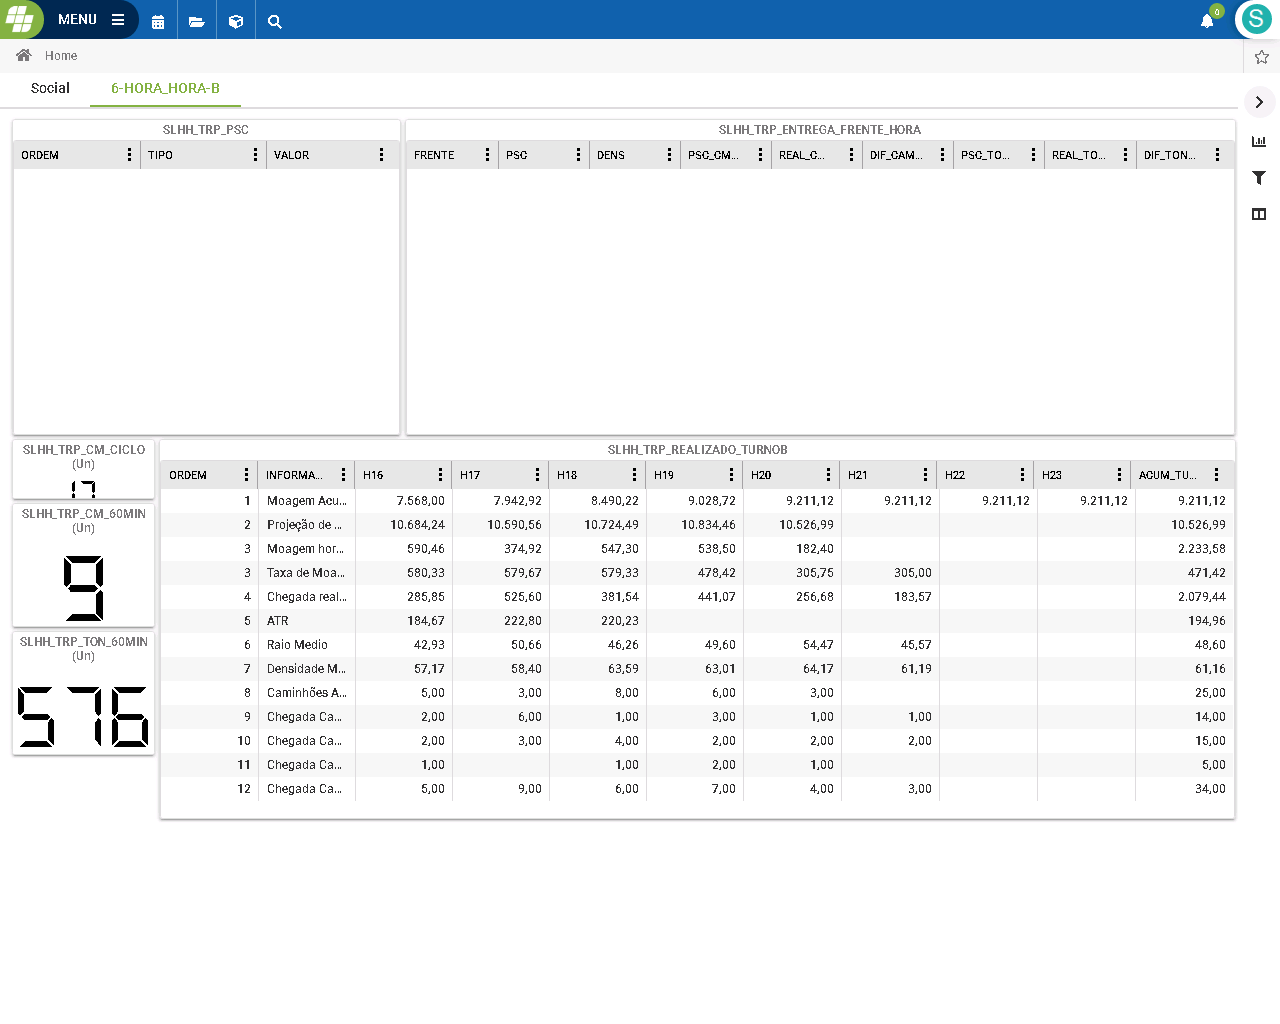 MENU
0
S
Home
Social 6-HORA_HORA-B
SLHH_TRP_PSC
ORDEM TIPO VALOR
SLHH_TRP_ENTREGA_FRENTE_HORA
FRENTE PSC DENS PSC_CM... REAL_C... DIF_CAM... PSC_TO... REAL_TO... DIF_TON...
SLHH_TRP_CM_CICLO
(Un)
17
SLHH_TRP_CM_60MIN
(Un)
9
SLHH_TRP_TON_60MIN
(Un)
576
SLHH_TRP_REALIZADO_TURNOB
ORDEM INFORMA... H16 H17 H18 H19 H20 H21 H22 H23 ACUM_TU...
1 Moagem Acu... 7.568,00 7.942,92 8.490,22 9.028,72 9.211,12 9.211,12 9.211,12 9.211,12 9.211,12
2 Projeção de ... 10.684,24 10.590,56 10.724,49 10.834,46 10.526,99 10.526,99
3 Moagem hor... 590,46 374,92 547,30 538,50 182,40 2.233,58
3 Taxa de Moa... 580,33 579,67 579,33 478,42 305,75 305,00 471,42
4 Chegada real... 285,85 525,60 381,54 441,07 256,68 183,57 2.079,44
5 ATR 184,67 222,80 220,23 194,96
6 Raio Medio 42,93 50,66 46,26 49,60 54,47 45,57 48,60
7 Densidade M... 57,17 58,40 63,59 63,01 64,17 61,19 61,16
8 Caminhões A... 5,00 3,00 8,00 6,00 3,00 25,00
9 Chegada Ca... 2,00 6,00 1,00 3,00 1,00 1,00 14,00
10 Chegada Ca... 2,00 3,00 4,00 2,00 2,00 2,00 15,00
11 Chegada Ca... 1,00 1,00 2,00 1,00 5,00
12 Chegada Ca... 5,00 9,00 6,00 7,00 4,00 3,00 34,00